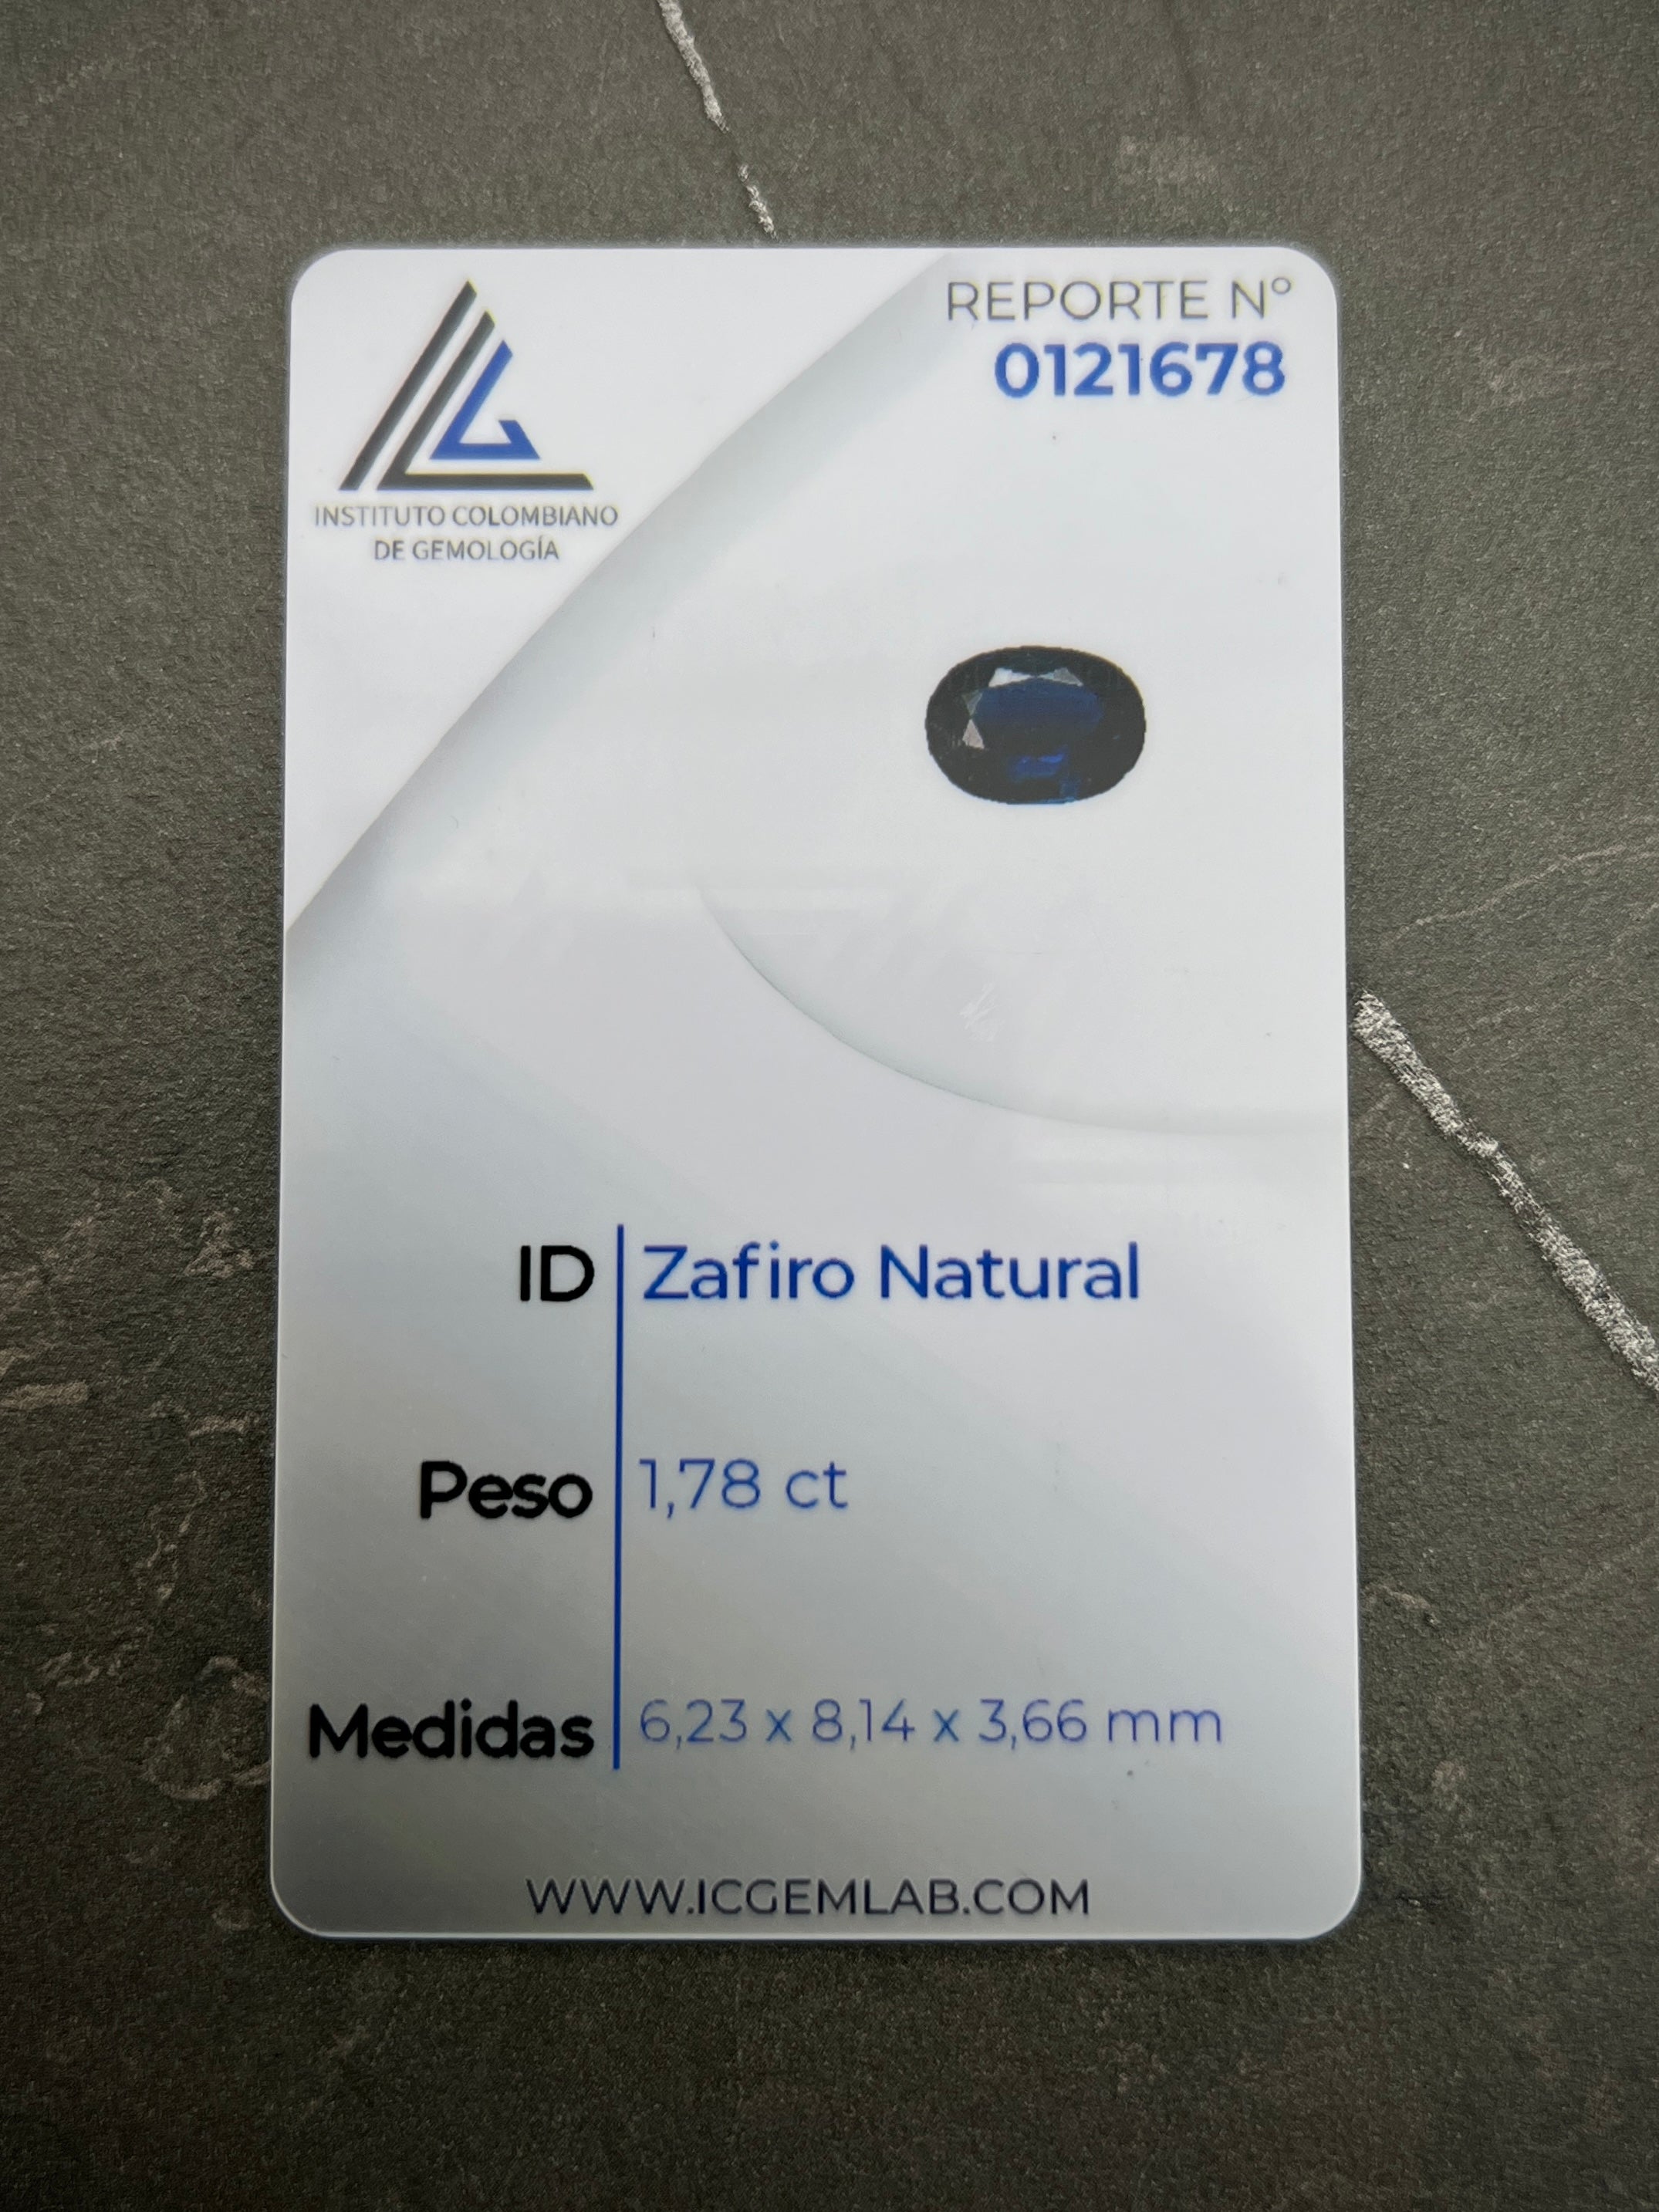 INSTITUTO COLOMBIANO
DE GEMOLOGÍA
REPORTE Nº
0121678
ID Zafiro Natural
Peso 1,78 ct
Medidas 6,23 x 8,14 x 3,66 mm
WWW.ICGEMLAB.COM